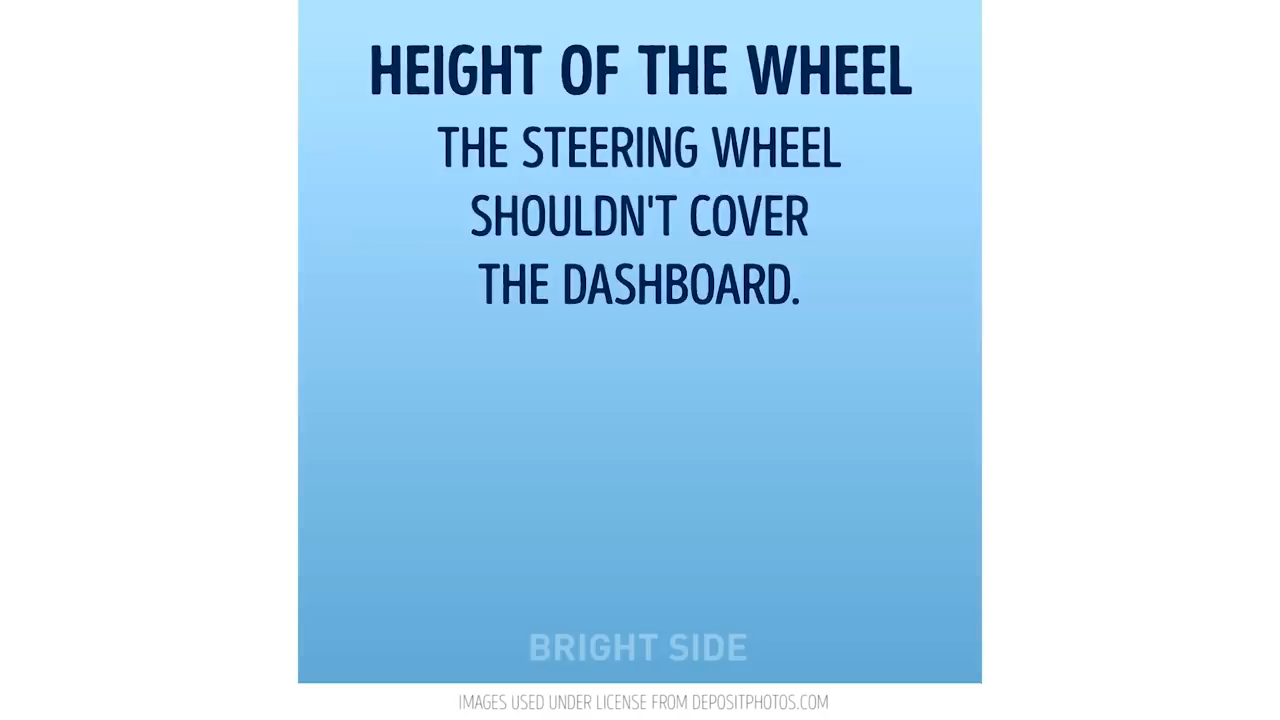 HEIGHT OF THE WHEEL
THE STEERING WHEEL
SHOULDN'T COVER
THE DASHBOARD.
BRIGHT SIDE
IMAGES USED UNDER LICENSE FROM DEPOSITPHOTOS.COM